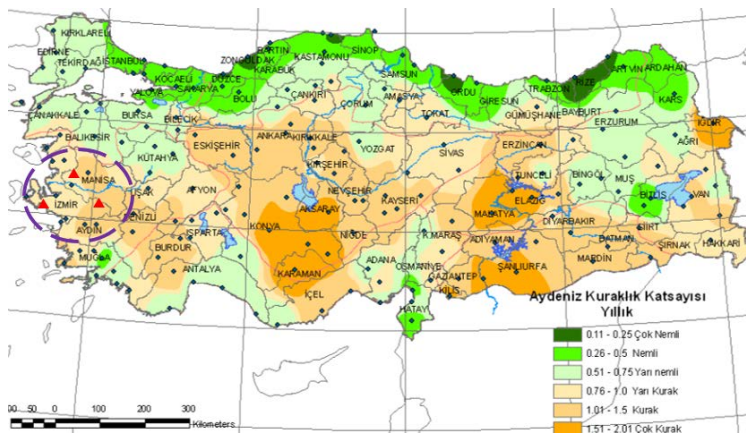 KIRKLARELİ
EDİRNE
TEKİRDAĞ
İSTANBUL
KOCAELİ
YALOVA
SAKARYA
DÜZCE
BOLU
ZONGULDAK
BARTIN
KARABÜK
KASTAMONU
SİNOP
SAMSUN
ORDU
GİRESUN
TRABZON
RİZE
ARTVİN
ARDAHAN
KARS
IĞDIR
AĞRI
ERZURUM
BAYBURT
GÜMÜŞHANE
ÇANKIRI
ÇORUM
AMASYA
TOKAT
ÇANAKKALE
BALIKESİR
BURSA
BİLECİK
ESKİŞEHİR
ANKARA
KIRIKKALE
YOZGAT
SİVAS
ERZİNCAN
KÜTAHYA
MANİSA
İZMİR
UŞAK
AFYON
KIRŞEHİR
NEVŞEHİR
KAYSERİ
TUNCELİ
BİNGÖL
MUŞ
BİTLİS
VAN
ELAZIĞ
MALATYA
AYDIN
DENİZLİ
ISPARTA
BURDUR
KONYA
AKSARAY
NİĞDE
K.MARAŞ
ADIYAMAN
DİYARBAKIR
BATMAN
SİİRT
ŞIRNAK
HAKKARİ
MUĞLA
ANTALYA
KARAMAN
İÇEL
ADANA
OSMANİYE
GAZİANTEP
KİLİS
ŞANLIURFA
MARDİN
HATAY
Aydeniz Kuraklık Katsayısı
Yıllık
0.11 - 0.25 Çok Nemli
0.26 - 0.5 Nemli
0.51 - 0.75 Yarı nemli
0.76 - 1.0 Yarı Kurak
1.01 - 1.5 Kurak
1.51 - 2.01 Çok Kurak
00 50 0 100 200 300
Kilometers